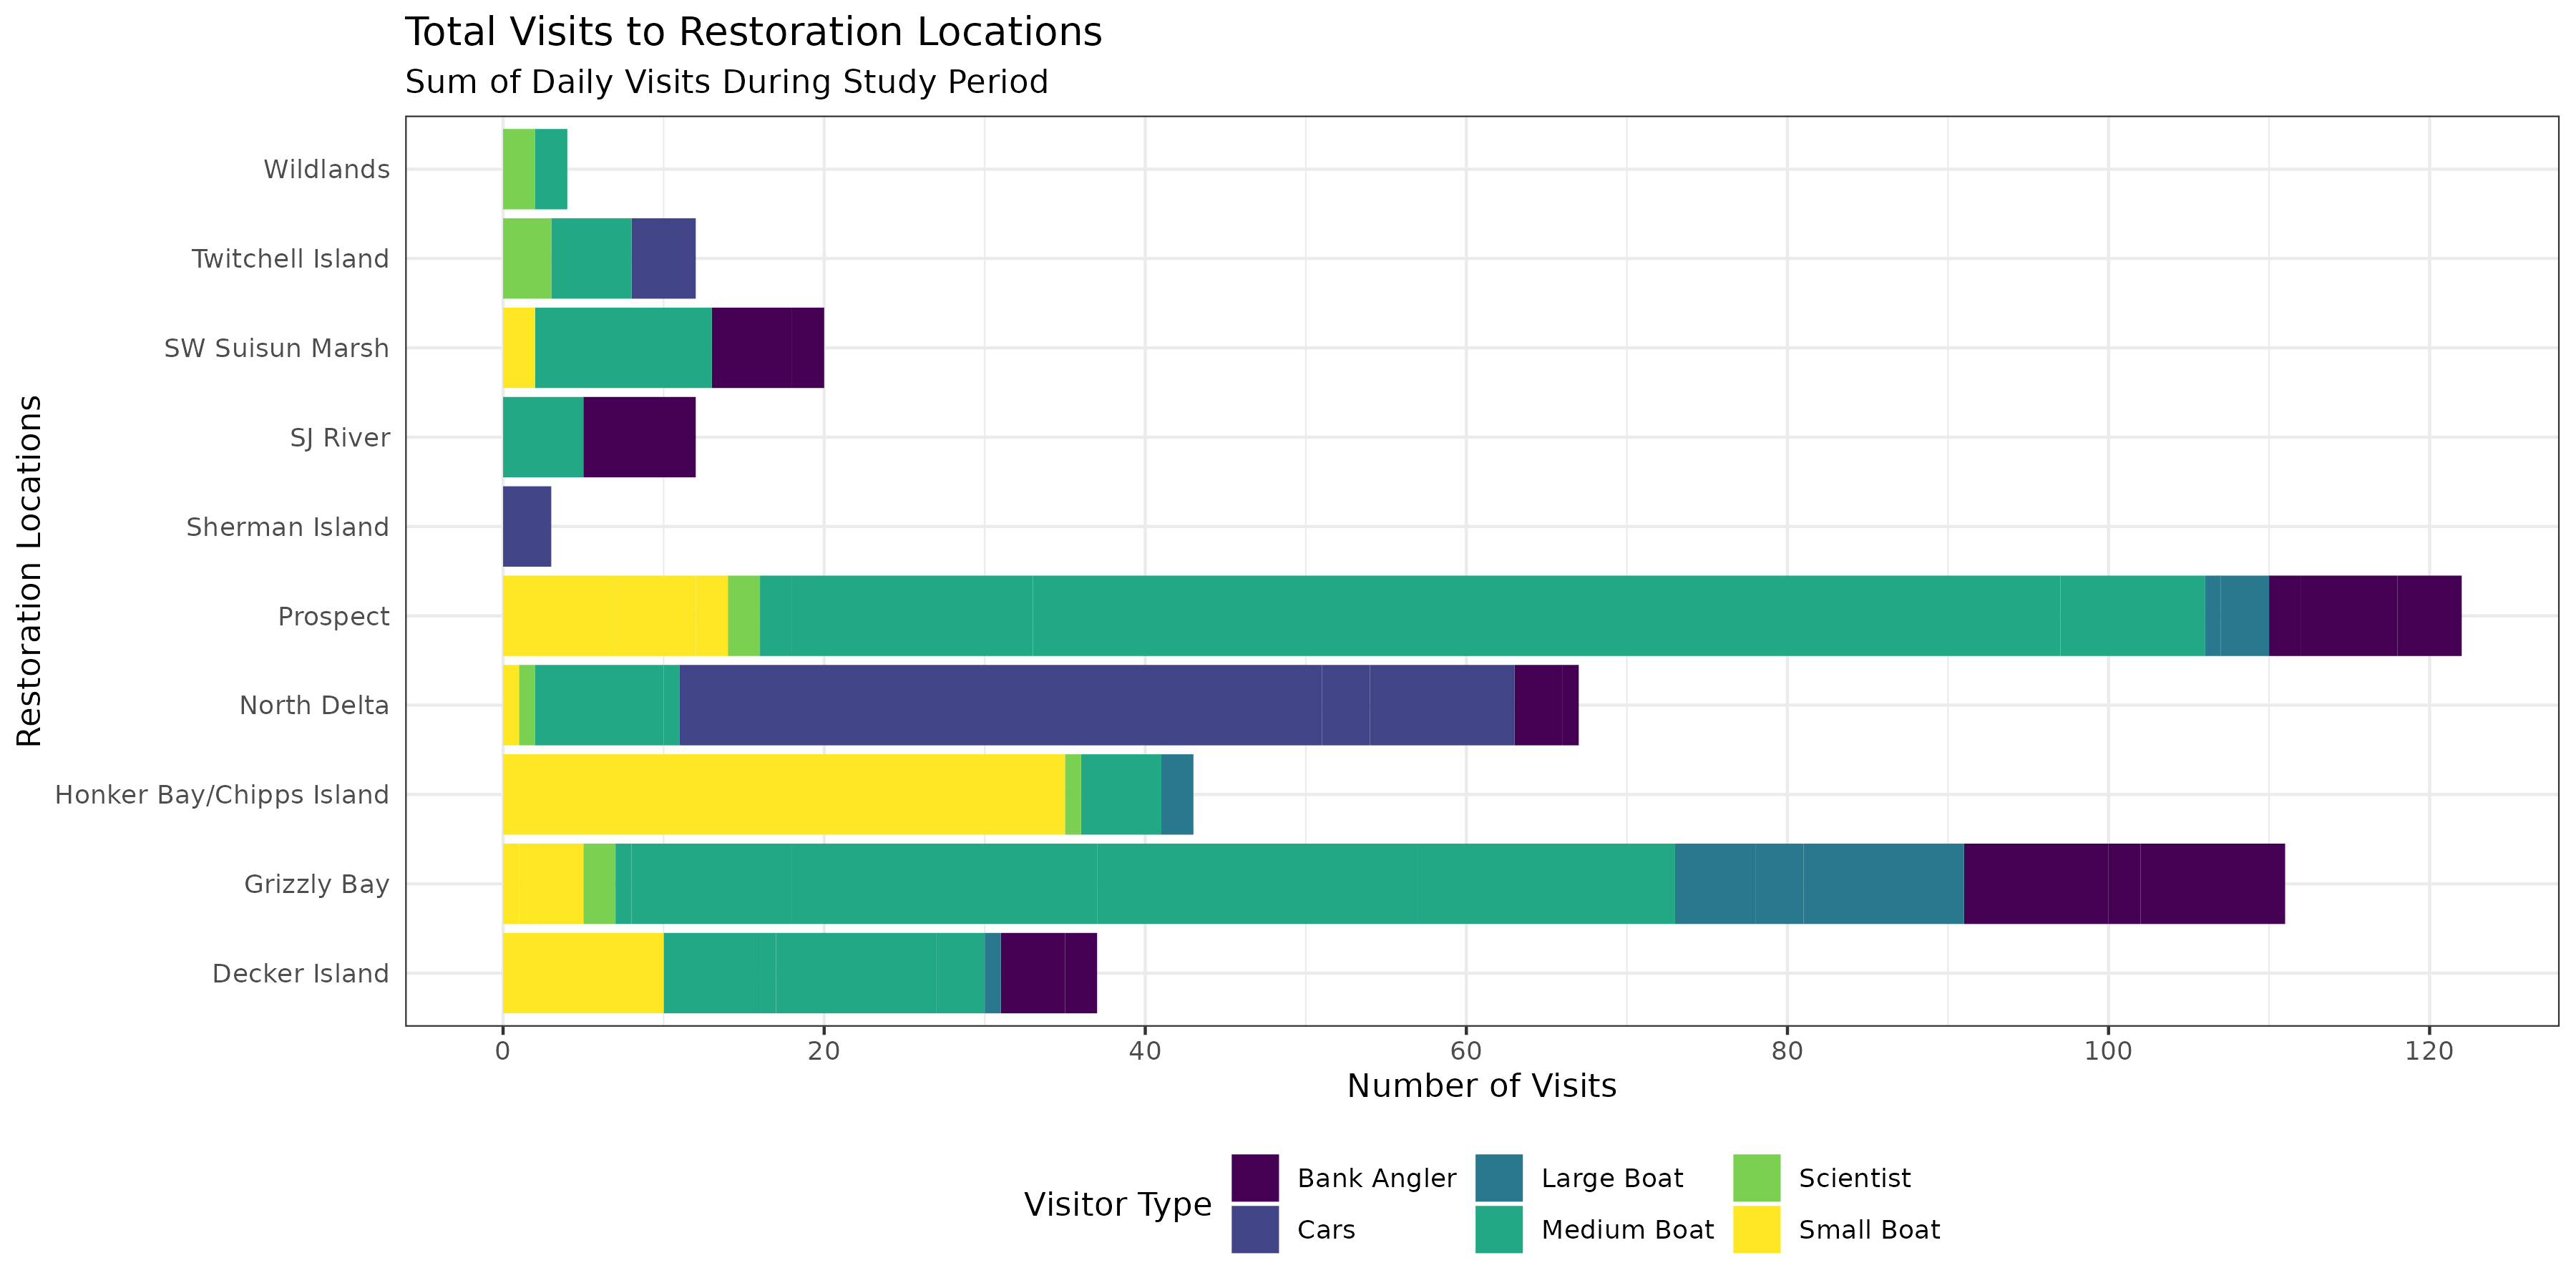 Total Visits to Restoration Locations
Sum of Daily Visits During Study Period
Restoration Locations
Wildlands
Twitchell Island
SW Suisun Marsh
SJ River
Sherman Island
Prospect
North Delta
Honker Bay/Chipps Island
Grizzly Bay
Decker Island
0 20 40 60 80 100 120
Number of Visits
Visitor Type
Bank Angler Large Boat Scientist
Cars Medium Boat Small Boat